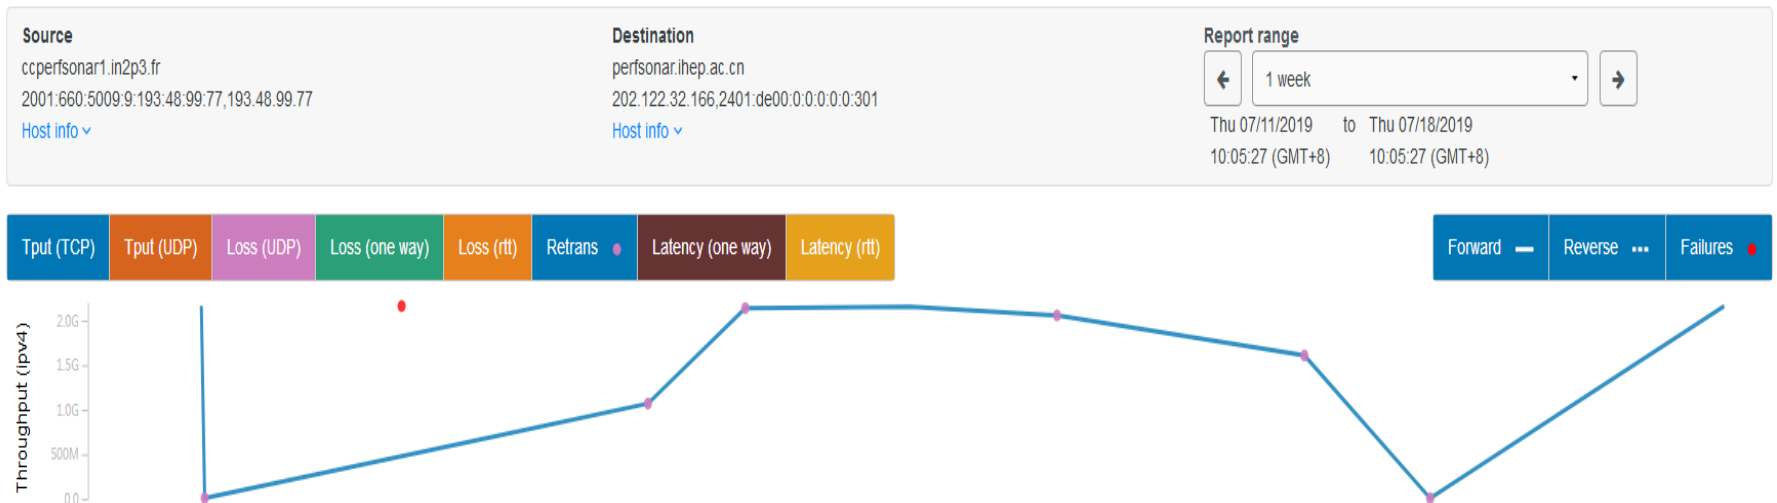 Source
ccperfsonar1.in2p3.fr
2001:660:5009:9:193:48:99:77,193.48.99.77
Host info
Destination
perfsonar.ihep.ac.cn
202.122.32.166,2401:de00:0:0:0:0:0:301
Host info
Report range
1 week
Thu 07/11/2019 to Thu 07/18/2019
10:05:27 (GMT+8) 10:05:27 (GMT+8)
Tput (TCP) Tput (UDP) Loss (UDP) Loss (one way) Loss (rtt) Retrans Latency (one way) Latency (rtt) Forward Reverse Failures
Throughput (ipv4)
2.0G
1.5G
1.0G
500M
0.0